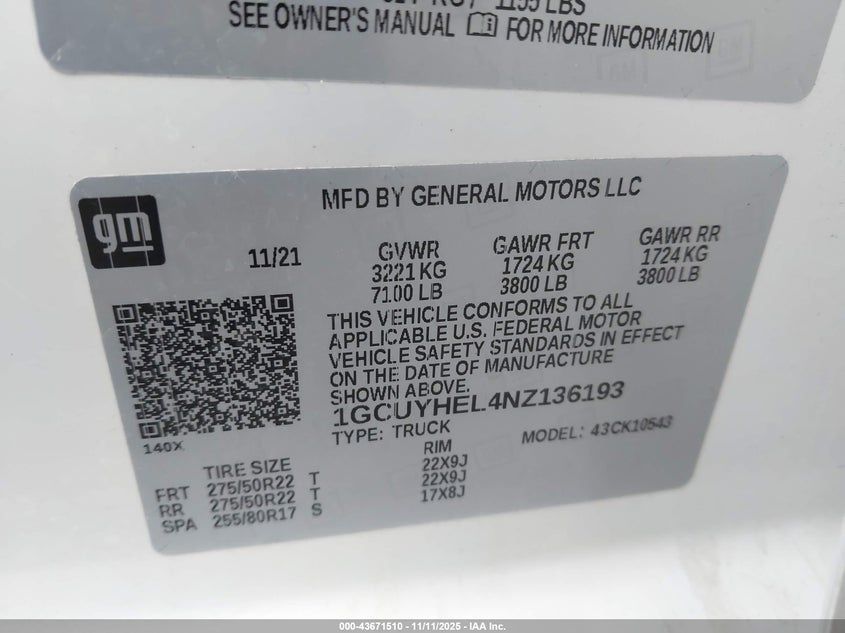 1155 LBS
SEE OWNER'S MANUAL FOR MORE INFORMATION
MFD BY GENERAL MOTORS LLC
gm
11/21
GVWR
3221 KG
7100 LB
GAWR FRT
1724 KG
3800 LB
GAWR RR
1724 KG
3800 LB
THIS VEHICLE CONFORMS TO ALL
APPLICABLE U.S. FEDERAL MOTOR
VEHICLE SAFETY STANDARDS IN EFFECT
ON THE DATE OF MANUFACTURE
SHOWN ABOVE.
1GCUYHEL4NZ136193
TYPE: TRUCK
MODEL: 43CK10543
140X
TIRE SIZE
RIM
FRT 275/50R22 T 22X9J
RR 275/50R22 T 22X9J
SPA 255/80R17 S 17X8J
000-43671510 - 11/11/2025 - IAA Inc.